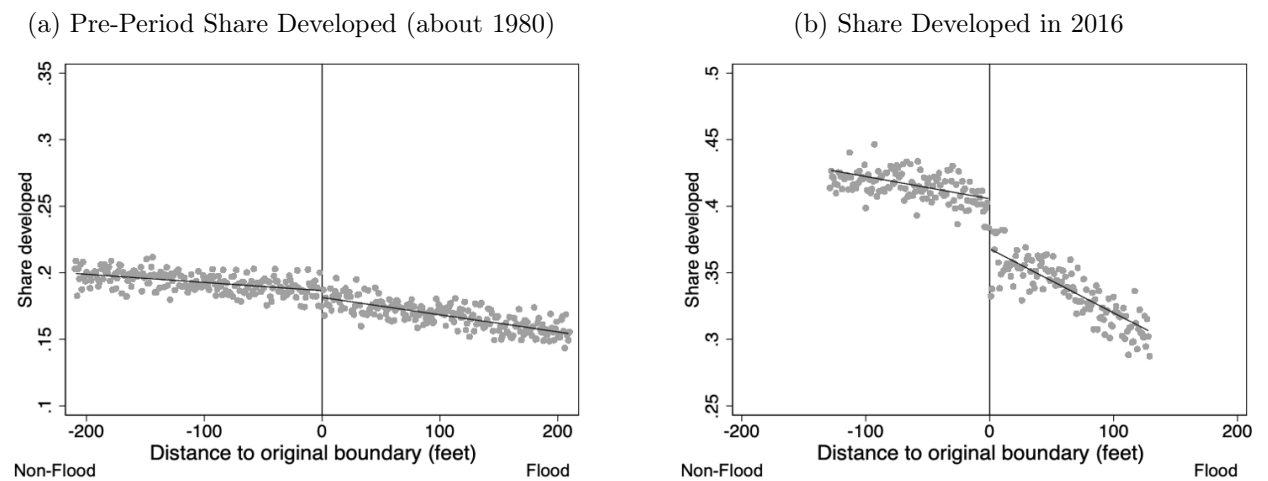 (a) Pre-Period Share Developed (about 1980)
.35
.3
.25
.2
.15
.1
Share developed
-200 -100 0 100 200
Distance to original boundary (feet)
Non-Flood Flood
(b) Share Developed in 2016
.5
.45
.4
.35
.3
.25
Share developed
-200 -100 0 100 200
Distance to original boundary (feet)
Non-Flood Flood